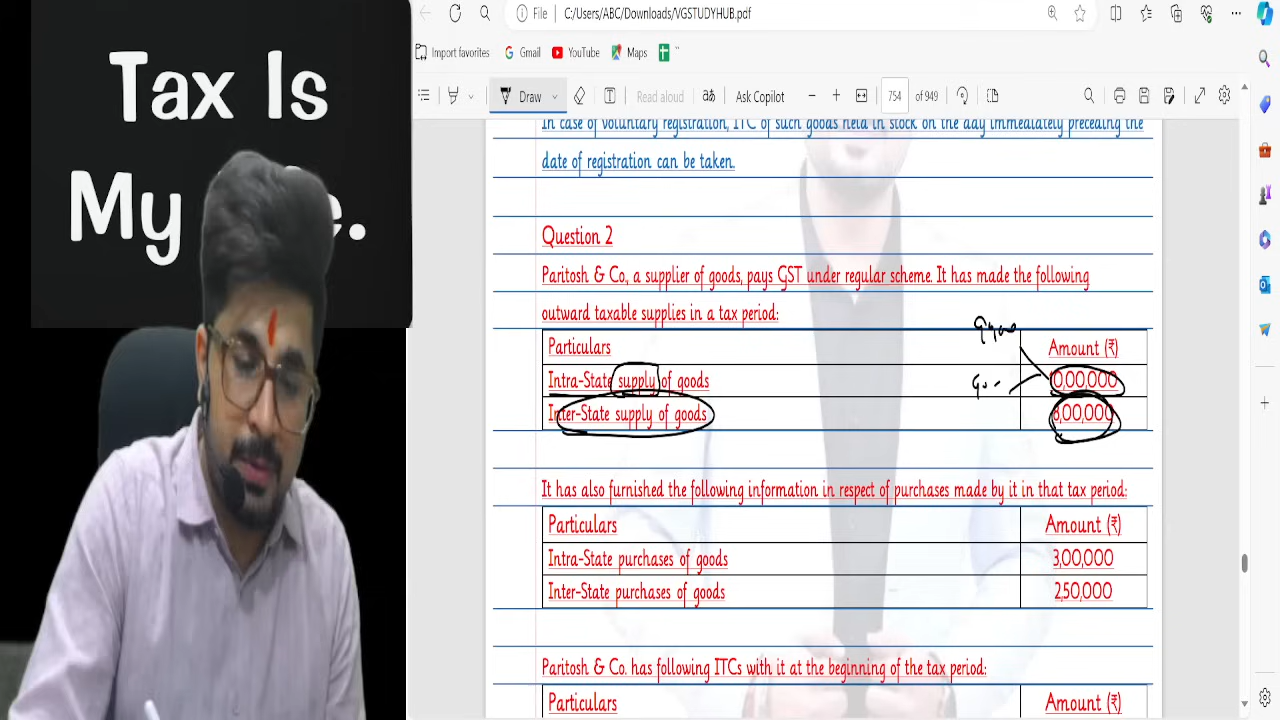 Tax Is
My
File C:/Users/ABC/Downloads/VGSTUDYHUB.pdf
Import favorites Gmail YouTube Maps
Draw Read aloud Ask Copilot 754 of 949
In case of voluntary registration, ITC of such goods held in stock on the day immediately preceding the
date of registration can be taken.
Question 2
Paritosh & Co., a supplier of goods, pays GST under regular scheme. It has made the following
outward taxable supplies in a tax period:
Particulars Amount (₹)
Intra-State supply of goods 10,00,000
Inter-State supply of goods 8,00,000
It has also furnished the following information in respect of purchases made by it in that tax period:
Particulars Amount (₹)
Intra-State purchases of goods 3,00,000
Inter-State purchases of goods 2,50,000
Paritosh & Co. has following ITCs with it at the beginning of the tax period:
Particulars Amount (₹)